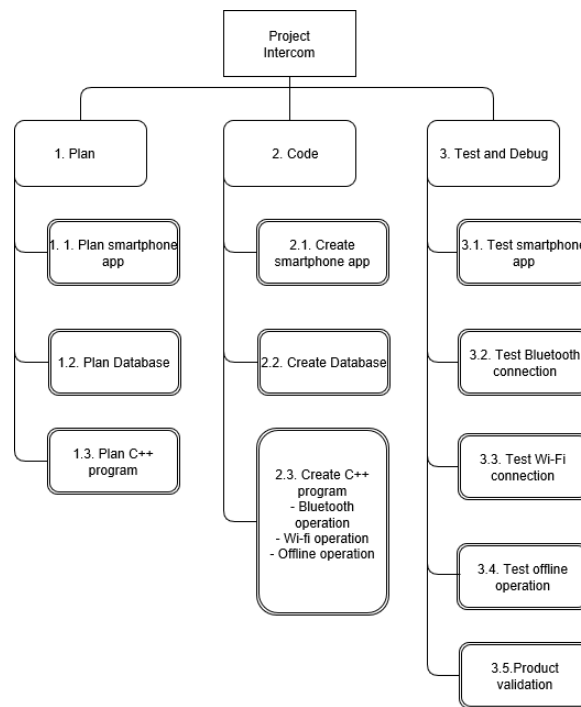 Project
Intercom
1. Plan
2. Code
3. Test and Debug
1. 1. Plan smartphone
app
2.1. Create
smartphone app
3.1. Test smartphone
app
1.2. Plan Database
2.2. Create Database
3.2. Test Bluetooth
connection
1.3. Plan C++
program
2.3. Create C++
program
- Bluetooth
operation
- Wi-fi operation
- Offline operation
3.3. Test Wi-Fi
connection
3.4. Test offline
operation
3.5.Product
validation